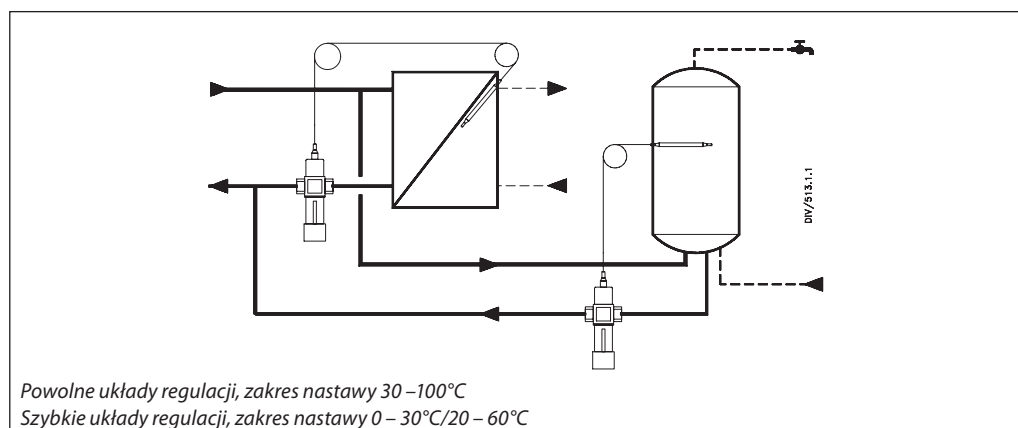 DIV/513.1.1
Powolne układy regulacji, zakres nastawy 30 –100°C
Szybkie układy regulacji, zakres nastawy 0 – 30°C/20 – 60°C